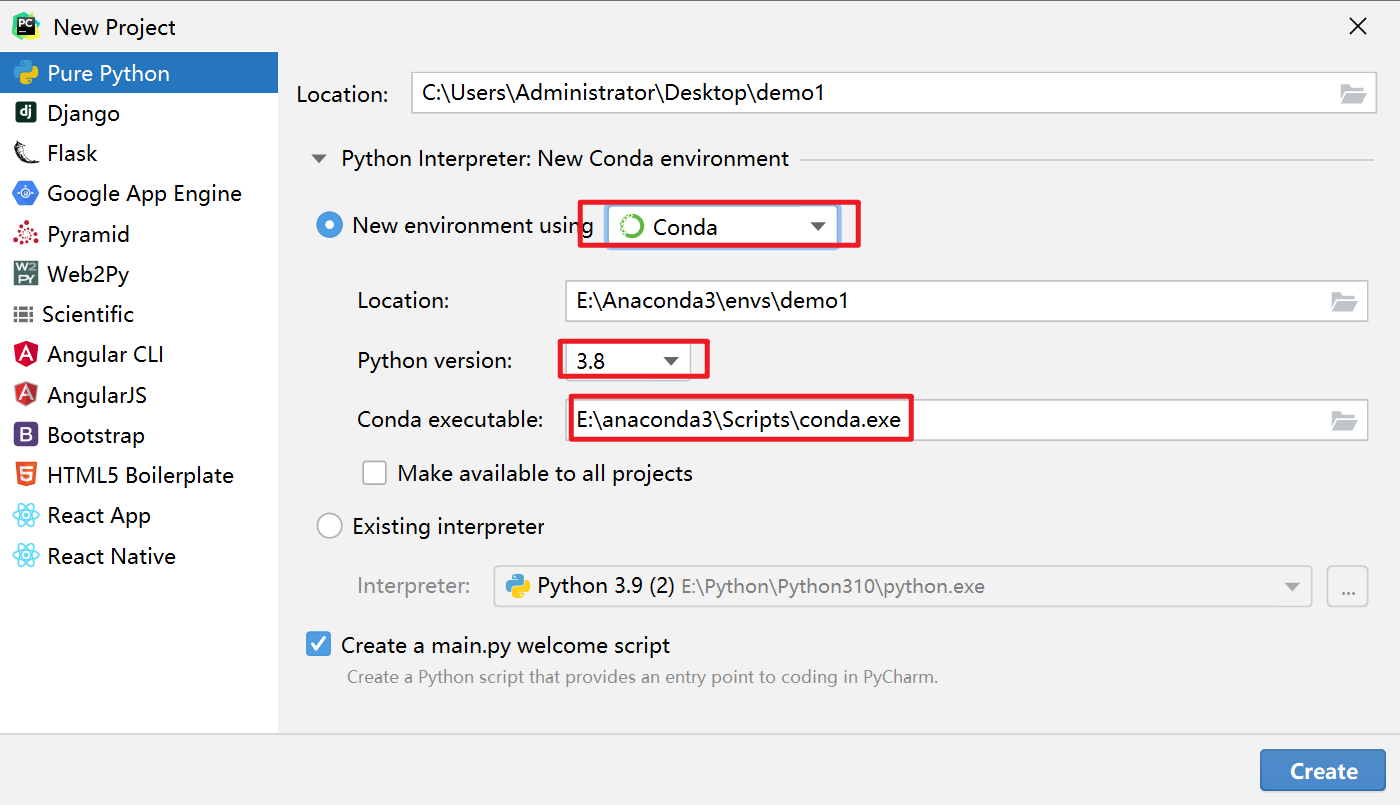 New Project
Pure Python
Django
Flask
Google App Engine
Pyramid
Web2Py
Scientific
Angular CLI
AngularJS
Bootstrap
HTML5 Boilerplate
React App
React Native
Location: C:\Users\Administrator\Desktop\demo1
Python Interpreter: New Conda environment
New environment using Conda
Location: E:\Anaconda3\envs\demo1
Python version: 3.8
Conda executable: E:\anaconda3\Scripts\conda.exe
Make available to all projects
Existing interpreter
Interpreter: Python 3.9 (2) E:\Python\Python310\python.exe ...
Create a main.py welcome script
Create a Python script that provides an entry point to coding in PyCharm.
Create